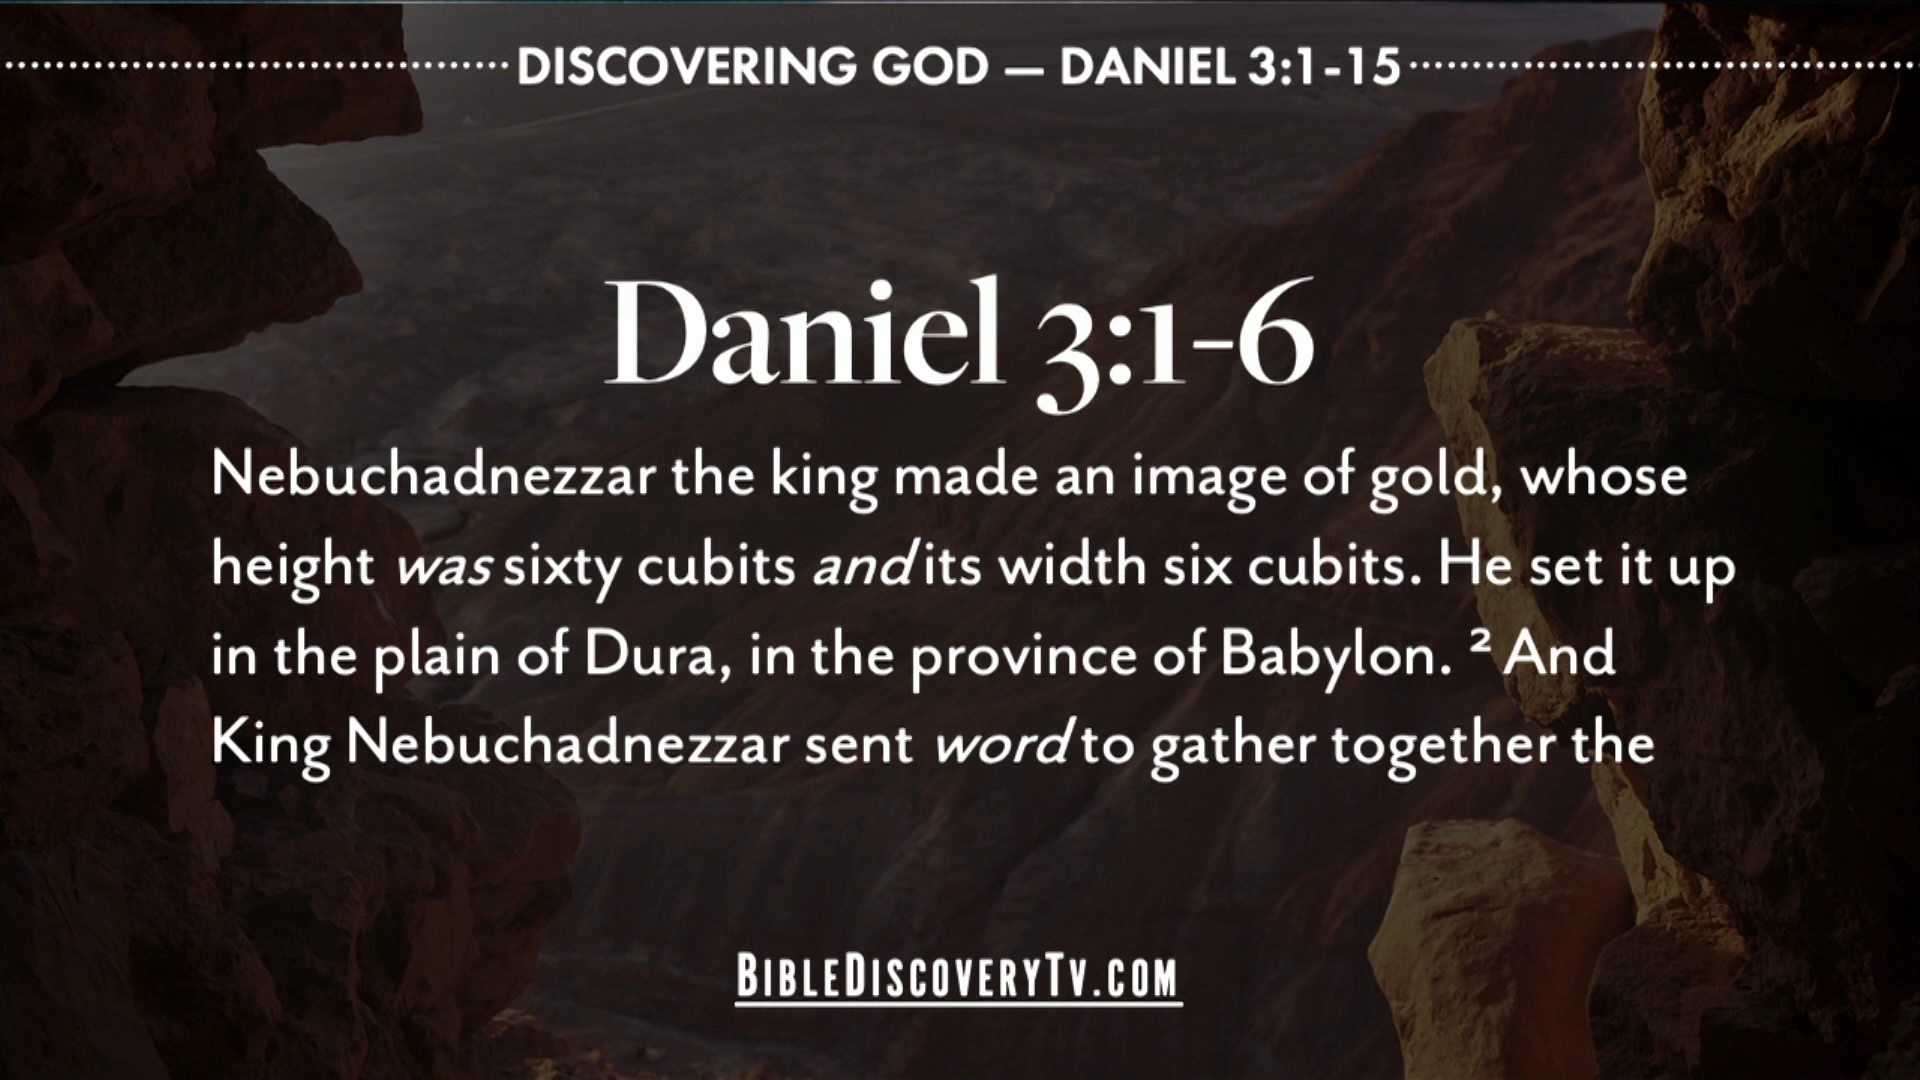 DISCOVERING GOD — DANIEL 3:1-15
Daniel 3:1-6
Nebuchadnezzar the king made an image of gold, whose
height was sixty cubits and its width six cubits. He set it up
in the plain of Dura, in the province of Babylon. ² And
King Nebuchadnezzar sent word to gather together the
BIBLEDISCOVERYTV.COM